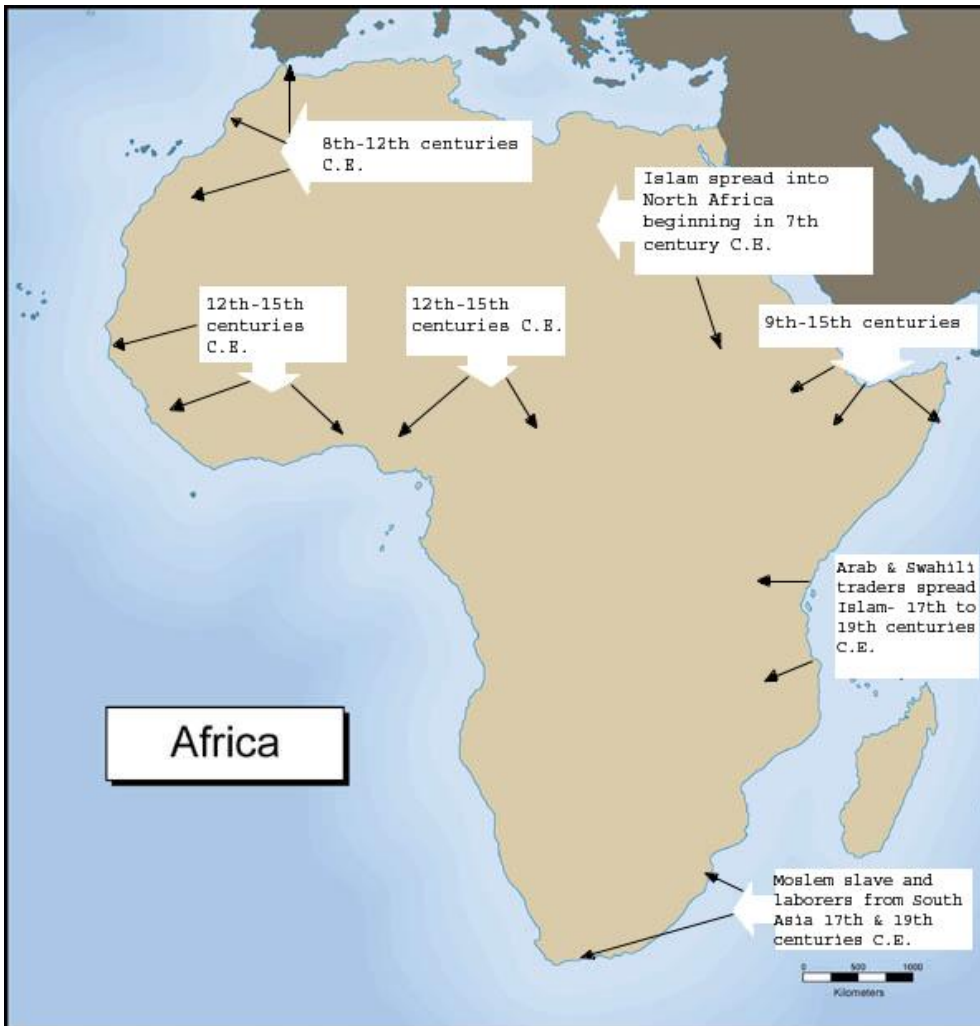 8th-12th centuries
C.E.
Islam spread into
North Africa
beginning in 7th
century C.E.
12th-15th
centuries
C.E.
12th-15th
centuries C.E.
9th-15th centuries
Arab & Swahili
traders spread
Islam- 17th to
19th centuries
C.E.
Africa
Moslem slave and
laborers from South
Asia 17th & 19th
centuries C.E.
0 500 1000
Kilometers